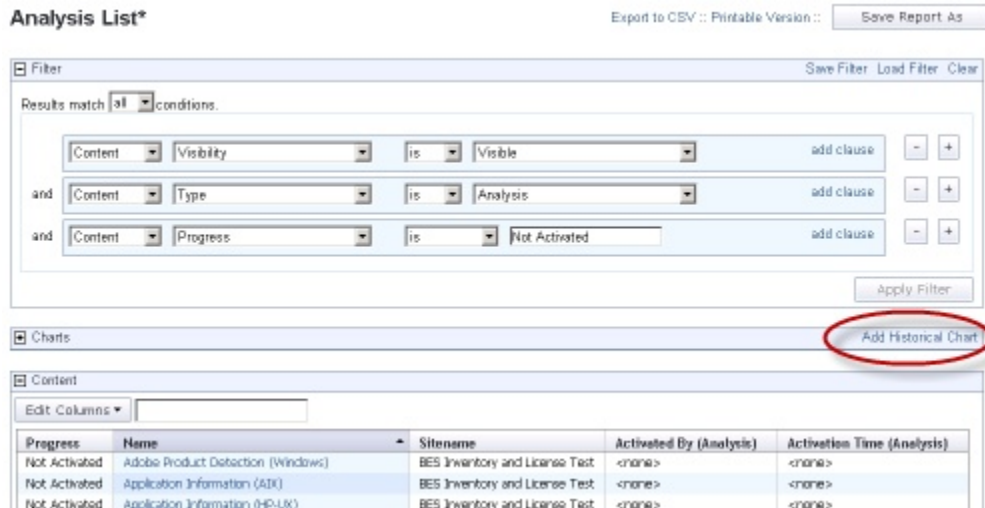 Analysis List*
Export to CSV :: Printable Version :: Save Report As
Filter Save Filter Load Filter Clear
Results match all conditions.
Content Visibility is Visible add clause - +
and Content Type is Analysis add clause - +
and Content Progress is Not Activated add clause - +
Apply Filter
Charts Add Historical Chart
Content
Edit Columns
Progress Name Sitename Activated By (Analysis) Activation Time (Analysis)
Not Activated Adobe Product Detection (Windows) BES Inventory and License Test <none> <none>
Not Activated Application Information (AIX) BES Inventory and License Test <none> <none>
Not Activated Application Information (HP-UX) BES Inventory and License Test <none> <none>